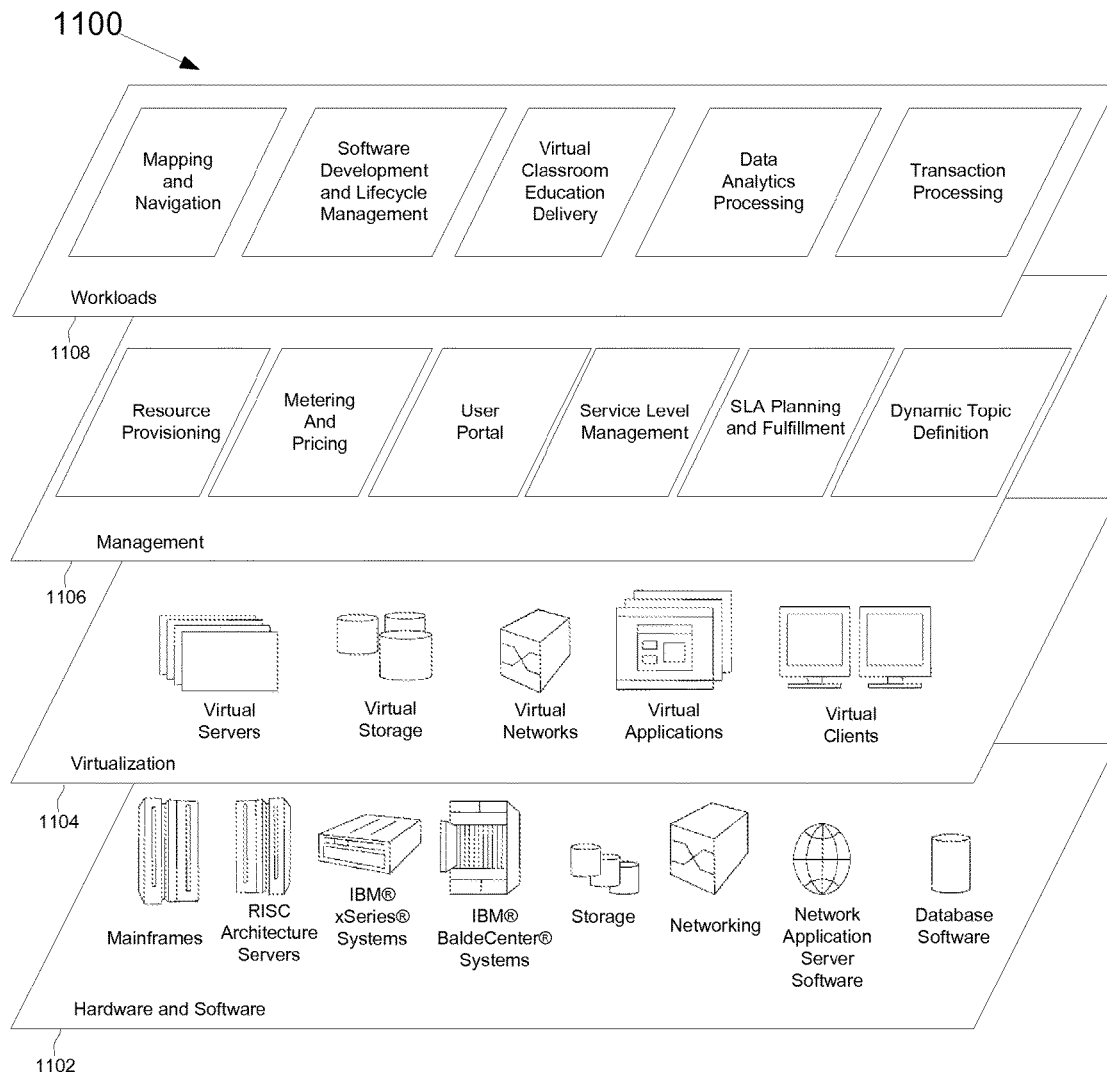 1100
Mapping
and
Navigation
Software
Development
and Lifecycle
Management
Virtual
Classroom
Education
Delivery
Data
Analytics
Processing
Transaction
Processing
Workloads
1108
Resource
Provisioning
Metering
And
Pricing
User
Portal
Service Level
Management
SLA Planning
and Fulfillment
Dynamic Topic
Definition
Management
1106
Virtual
Servers
Virtual
Storage
Virtual
Networks
Virtual
Applications
Virtual
Clients
Virtualization
1104
Mainframes
RISC
Architecture
Servers
IBM®
xSeries®
Systems
IBM®
BaldeCenter®
Systems
Storage
Networking
Network
Application
Server
Software
Database
Software
Hardware and Software
1102